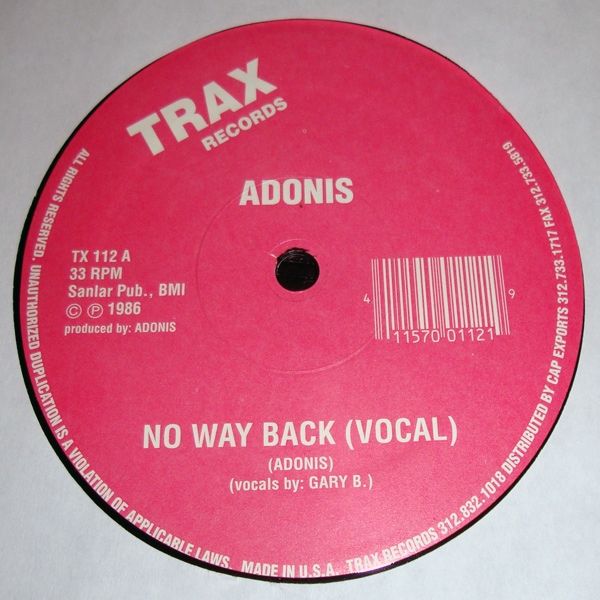 TRAX
RECORDS
ADONIS
TX 112 A
33 RPM
Sanlar Pub., BMI
© ℗ 1986
produced by: ADONIS
4 11570 01121 9
NO WAY BACK (VOCAL)
(ADONIS)
(vocals by: GARY B.)
ALL RIGHTS RESERVED. UNAUTHORIZED DUPLICATION IS A VIOLATION OF APPLICABLE LAWS. MADE IN U.S.A. TRAX RECORDS 312.832.1018 DISTRIBUTED BY CAP EXPORTS 312.733.1717 FAX 312.733.5819